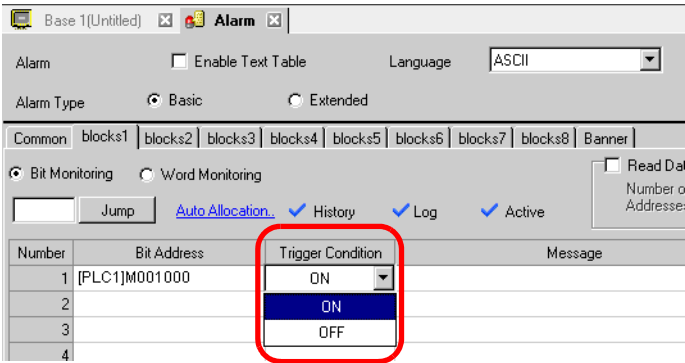 Base 1(Untitled) Alarm
Alarm Enable Text Table Language ASCII
Alarm Type Basic Extended
Common blocks1 blocks2 blocks3 blocks4 blocks5 blocks6 blocks7 blocks8 Banner
Bit Monitoring Word Monitoring Read Dat
Number o
Jump Auto Allocation.. History Log Active Addresses
Number Bit Address Trigger Condition Message
1 [PLC1]M001000 ON
2 ON
3 OFF
4